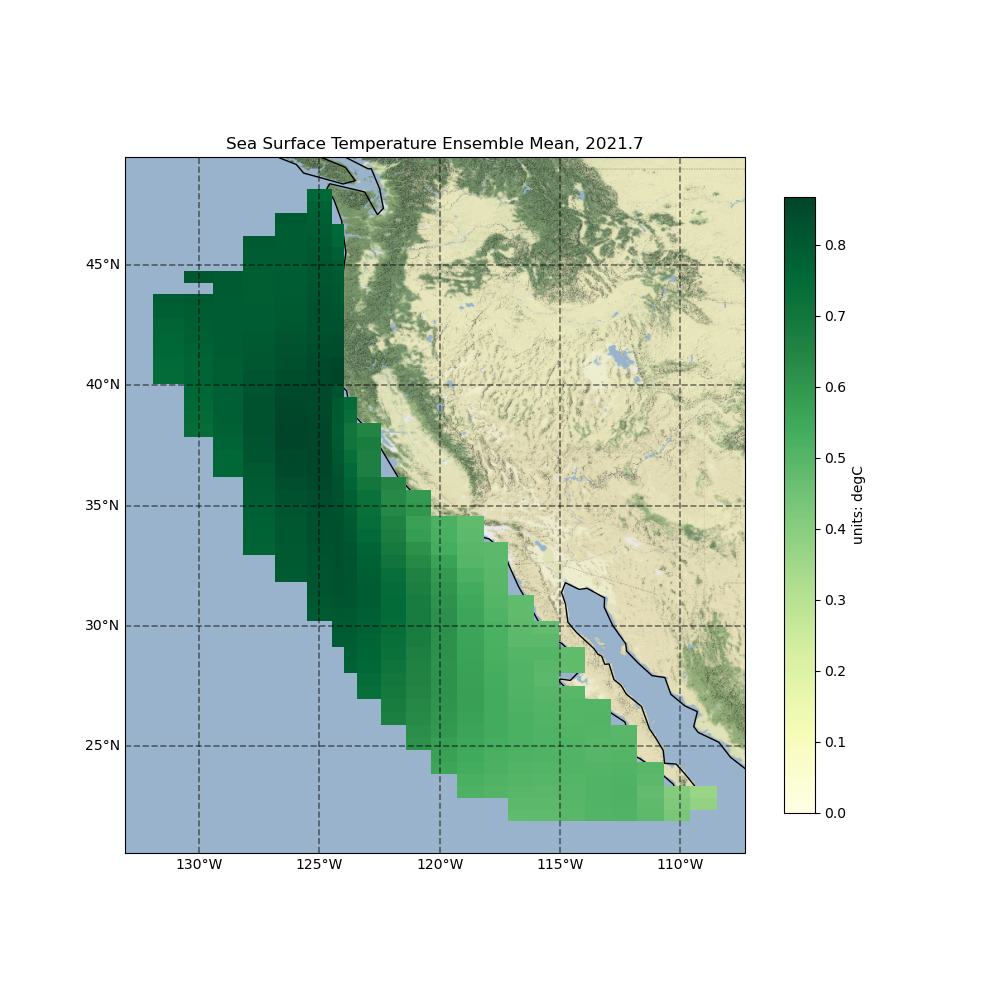 Sea Surface Temperature Ensemble Mean, 2021.7
45°N
40°N
35°N
30°N
25°N
130°W
125°W
120°W
115°W
110°W
0.8
0.7
0.6
0.5
0.4
0.3
0.2
0.1
0.0
units: degC